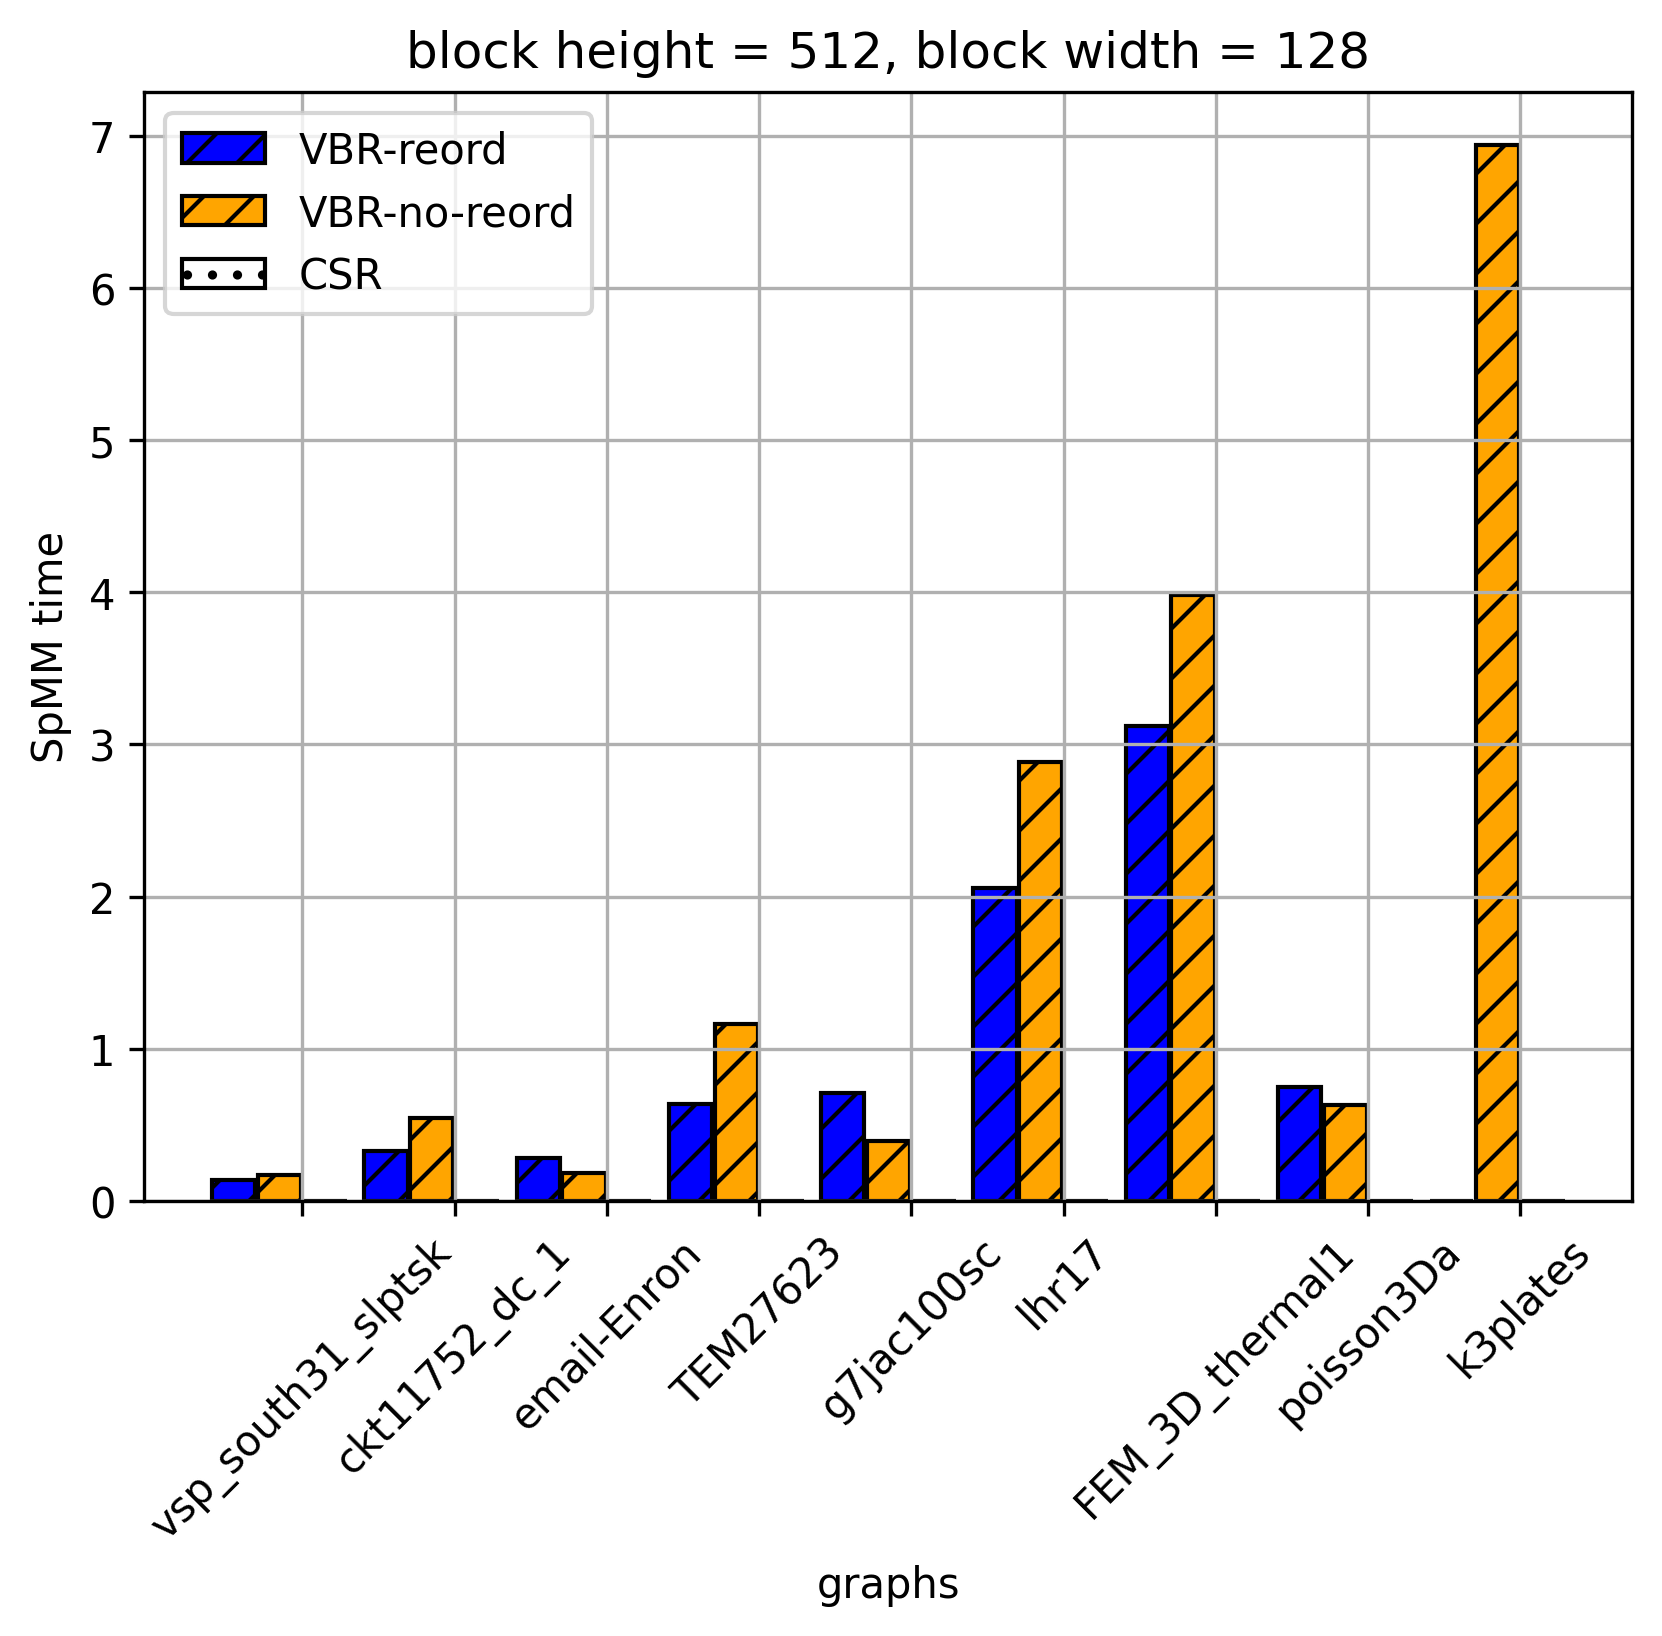 block height = 512, block width = 128
VBR-reord
VBR-no-reord
CSR
7
6
5
4
3
2
1
0
SpMM time
vsp_south31_slptsk
ckt11752_dc_1
email-Enron
TEM27623
g7jac100sc
lhr17
FEM_3D_thermal1
poisson3Da
k3plates
graphs